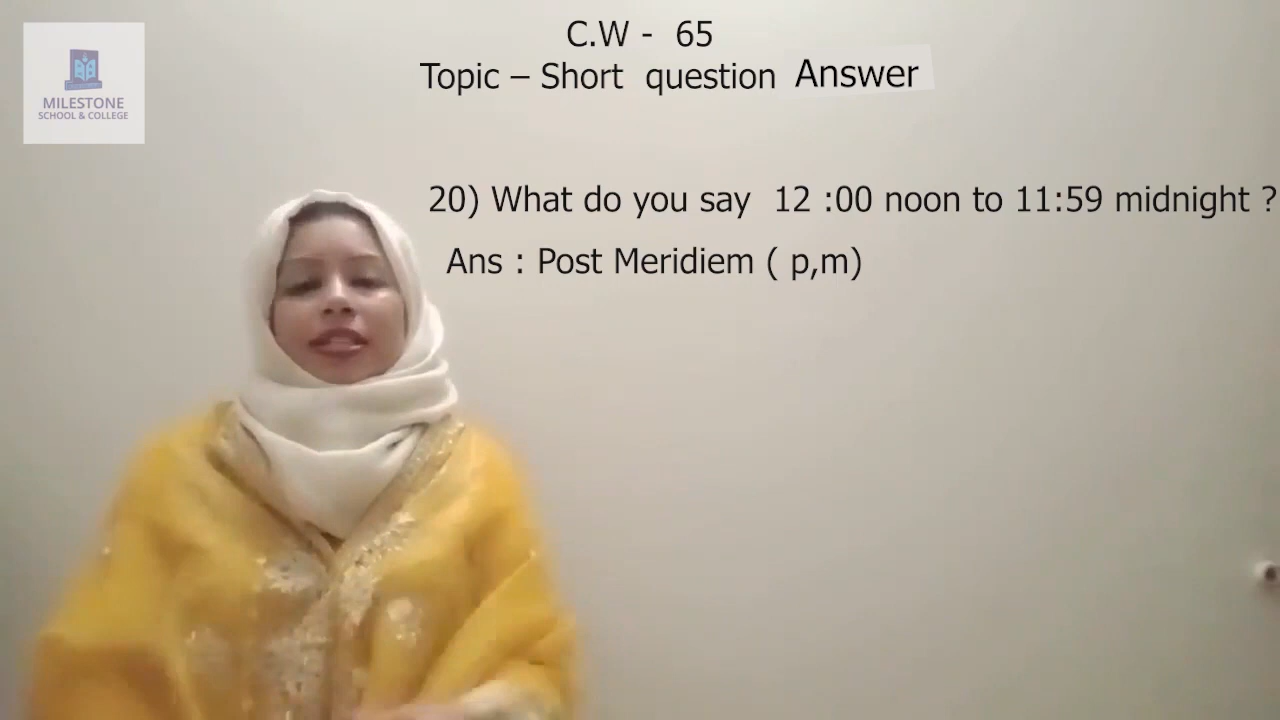 MILESTONE
SCHOOL & COLLEGE
C.W - 65
Topic – Short question Answer
20) What do you say 12 :00 noon to 11:59 midnight ?
Ans : Post Meridiem ( p,m)